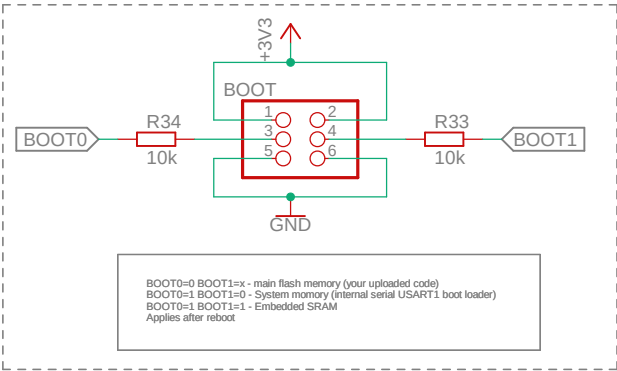 +3V3
BOOT
1 2
R34 3 4 R33
BOOT0 BOOT1
10k 5 6 10k
GND
BOOT0=0 BOOT1=x - main flash memory (your uploaded code)
BOOT0=1 BOOT1=0 - System momory (internal serial USART1 boot loader)
BOOT0=1 BOOT1=1 - Embedded SRAM
Applies after reboot